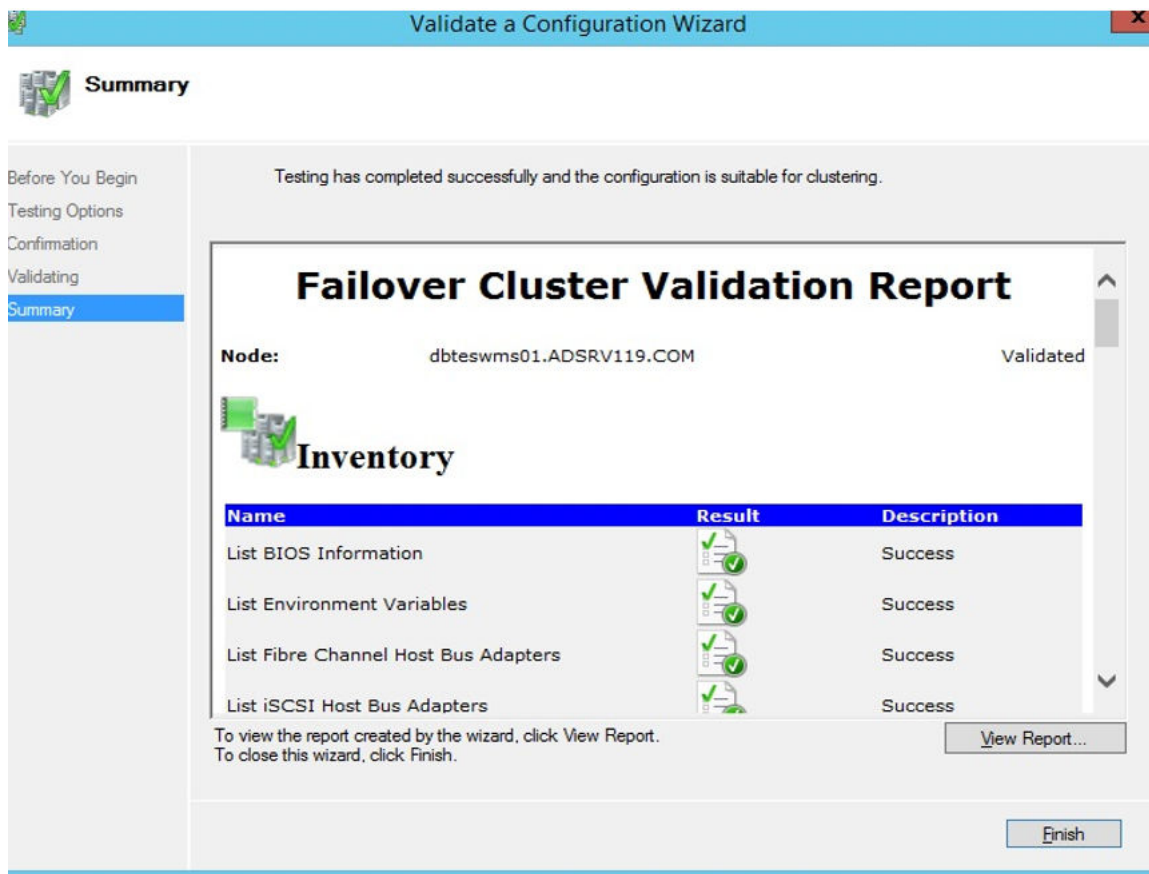 Validate a Configuration Wizard
x
Summary
Before You Begin
Testing Options
Confirmation
Validating
Summary
Testing has completed successfully and the configuration is suitable for clustering.
Failover Cluster Validation Report
Node: dbteswms01.ADSRV119.COM Validated
Inventory
Name Result Description
List BIOS Information Success
List Environment Variables Success
List Fibre Channel Host Bus Adapters Success
List iSCSI Host Bus Adapters Success
To view the report created by the wizard, click View Report.
To close this wizard, click Finish.
View Report...
Finish